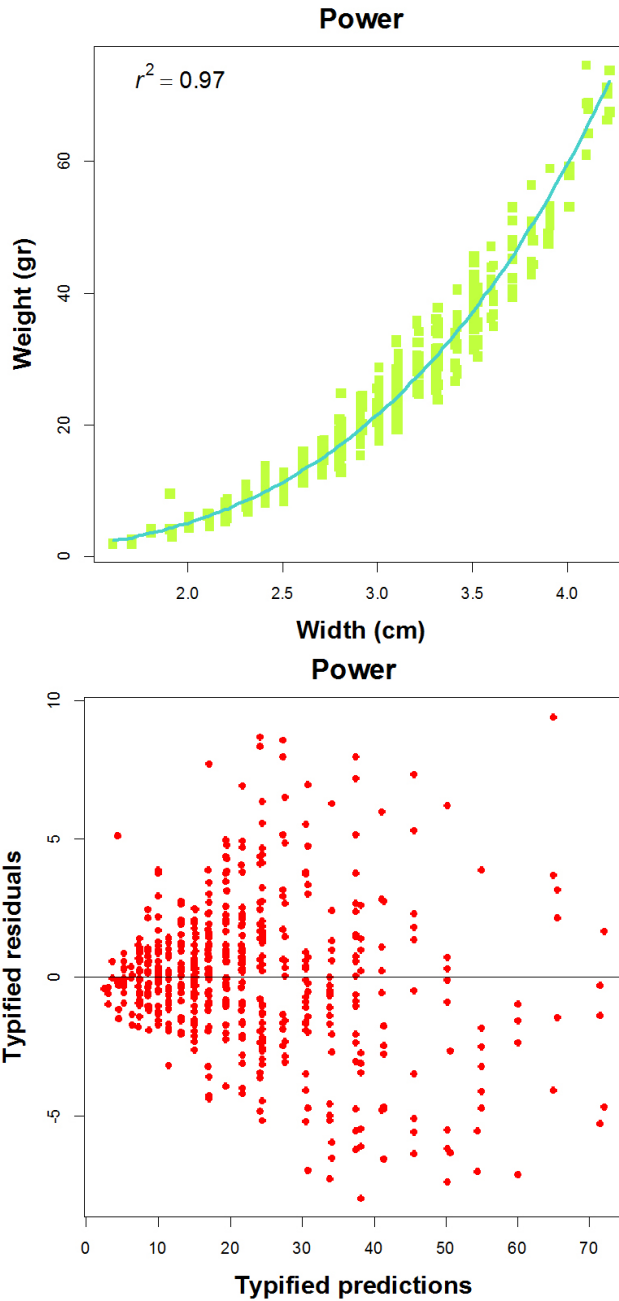 Power
r² = 0.97
60
40
20
0
Weight (gr)
2.0 2.5 3.0 3.5 4.0
Width (cm)
Power
10
5
0
-5
Typified residuals
0 10 20 30 40 50 60 70
Typified predictions